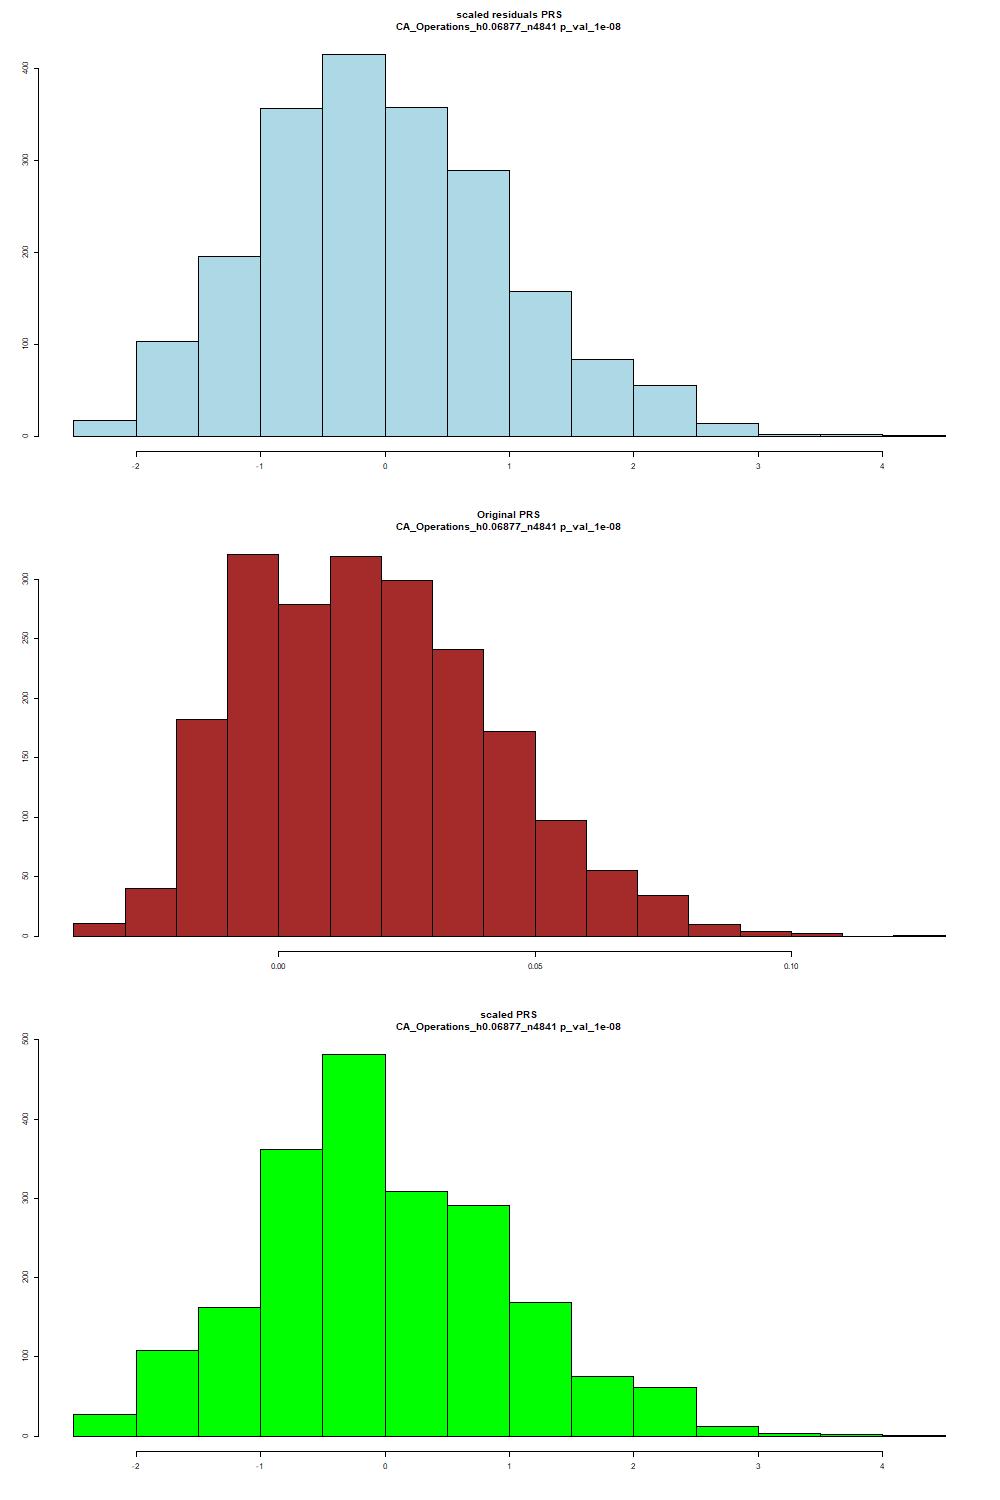 scaled residuals PRS
CA_Operations_h0.06877_n4841 p_val_1e-08
400
300
200
100
0
-2 -1 0 1 2 3 4
Original PRS
CA_Operations_h0.06877_n4841 p_val_1e-08
300
250
200
150
100
50
0
0.00 0.05 0.10
scaled PRS
CA_Operations_h0.06877_n4841 p_val_1e-08
500
400
300
200
100
0
-2 -1 0 1 2 3 4